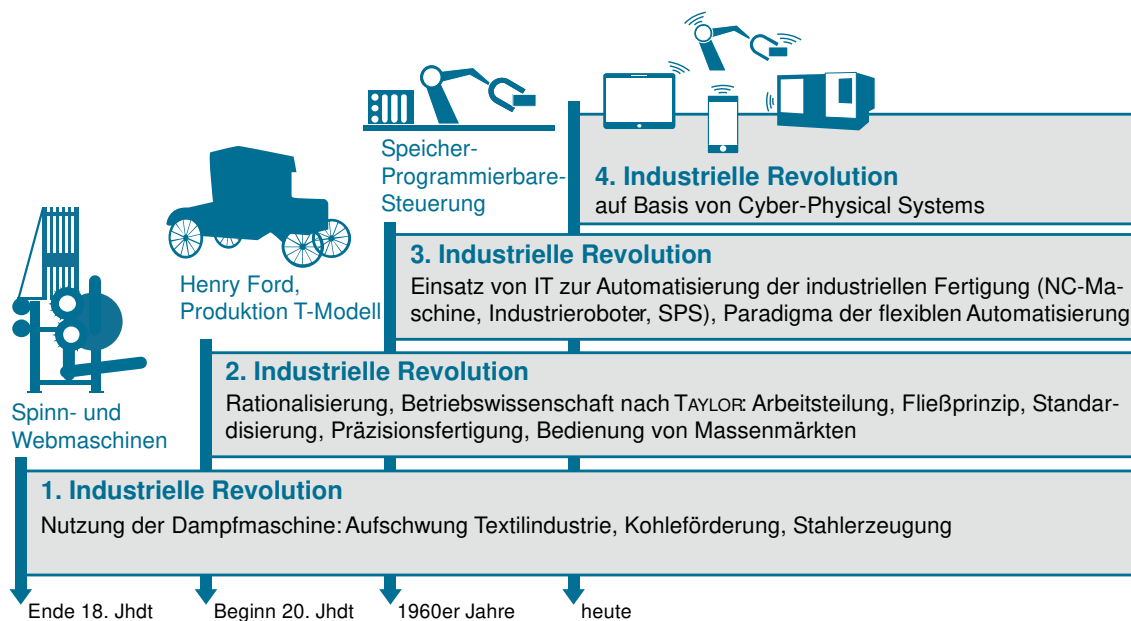 Speicher-
Programmierbare-
Steuerung
4. Industrielle Revolution
auf Basis von Cyber-Physical Systems
Henry Ford,
Produktion T-Modell
3. Industrielle Revolution
Einsatz von IT zur Automatisierung der industriellen Fertigung (NC-Ma-
schine, Industrieroboter, SPS), Paradigma der flexiblen Automatisierung
Spinn- und
Webmaschinen
2. Industrielle Revolution
Rationalisierung, Betriebswissenschaft nach TAYLOR: Arbeitsteilung, Fließprinzip, Standar-
disierung, Präzisionsfertigung, Bedienung von Massenmärkten
1. Industrielle Revolution
Nutzung der Dampfmaschine: Aufschwung Textilindustrie, Kohleförderung, Stahlerzeugung
Ende 18. Jhdt
Beginn 20. Jhdt
1960er Jahre
heute